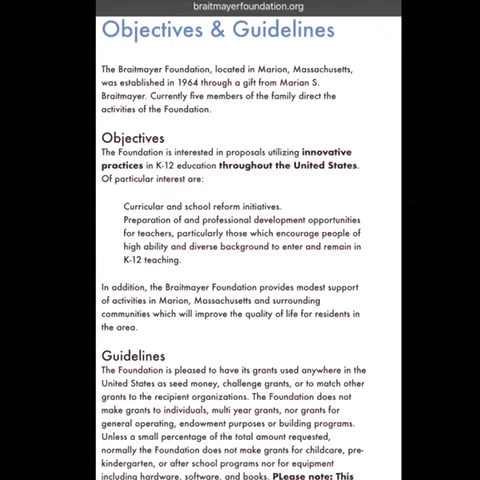 braitmayerfoundation.org
Objectives & Guidelines
The Braitmayer Foundation, located in Marion, Massachusetts,
was established in 1964 through a gift from Marian S.
Braitmayer. Currently five members of the family direct the
activities of the Foundation.
Objectives
The Foundation is interested in proposals utilizing innovative
practices in K-12 education throughout the United States.
Of particular interest are:
Curricular and school reform initiatives.
Preparation of and professional development opportunities
for teachers, particularly those which encourage people of
high ability and diverse background to enter and remain in
K-12 teaching.
In addition, the Braitmayer Foundation provides modest support
of activities in Marion, Massachusetts and surrounding
communities which will improve the quality of life for residents in
the area.
Guidelines
The Foundation is pleased to have its grants used anywhere in the
United States as seed money, challenge grants, or to match other
grants to the recipient organizations. The Foundation does not
make grants to individuals, multi year grants, nor grants for
general operating, endowment purposes or building programs.
Unless a small percentage of the total amount requested,
normally the Foundation does not make grants for childcare, pre-
kindergarten, or after school programs nor for equipment
including hardware, software, and books. PLease note: This